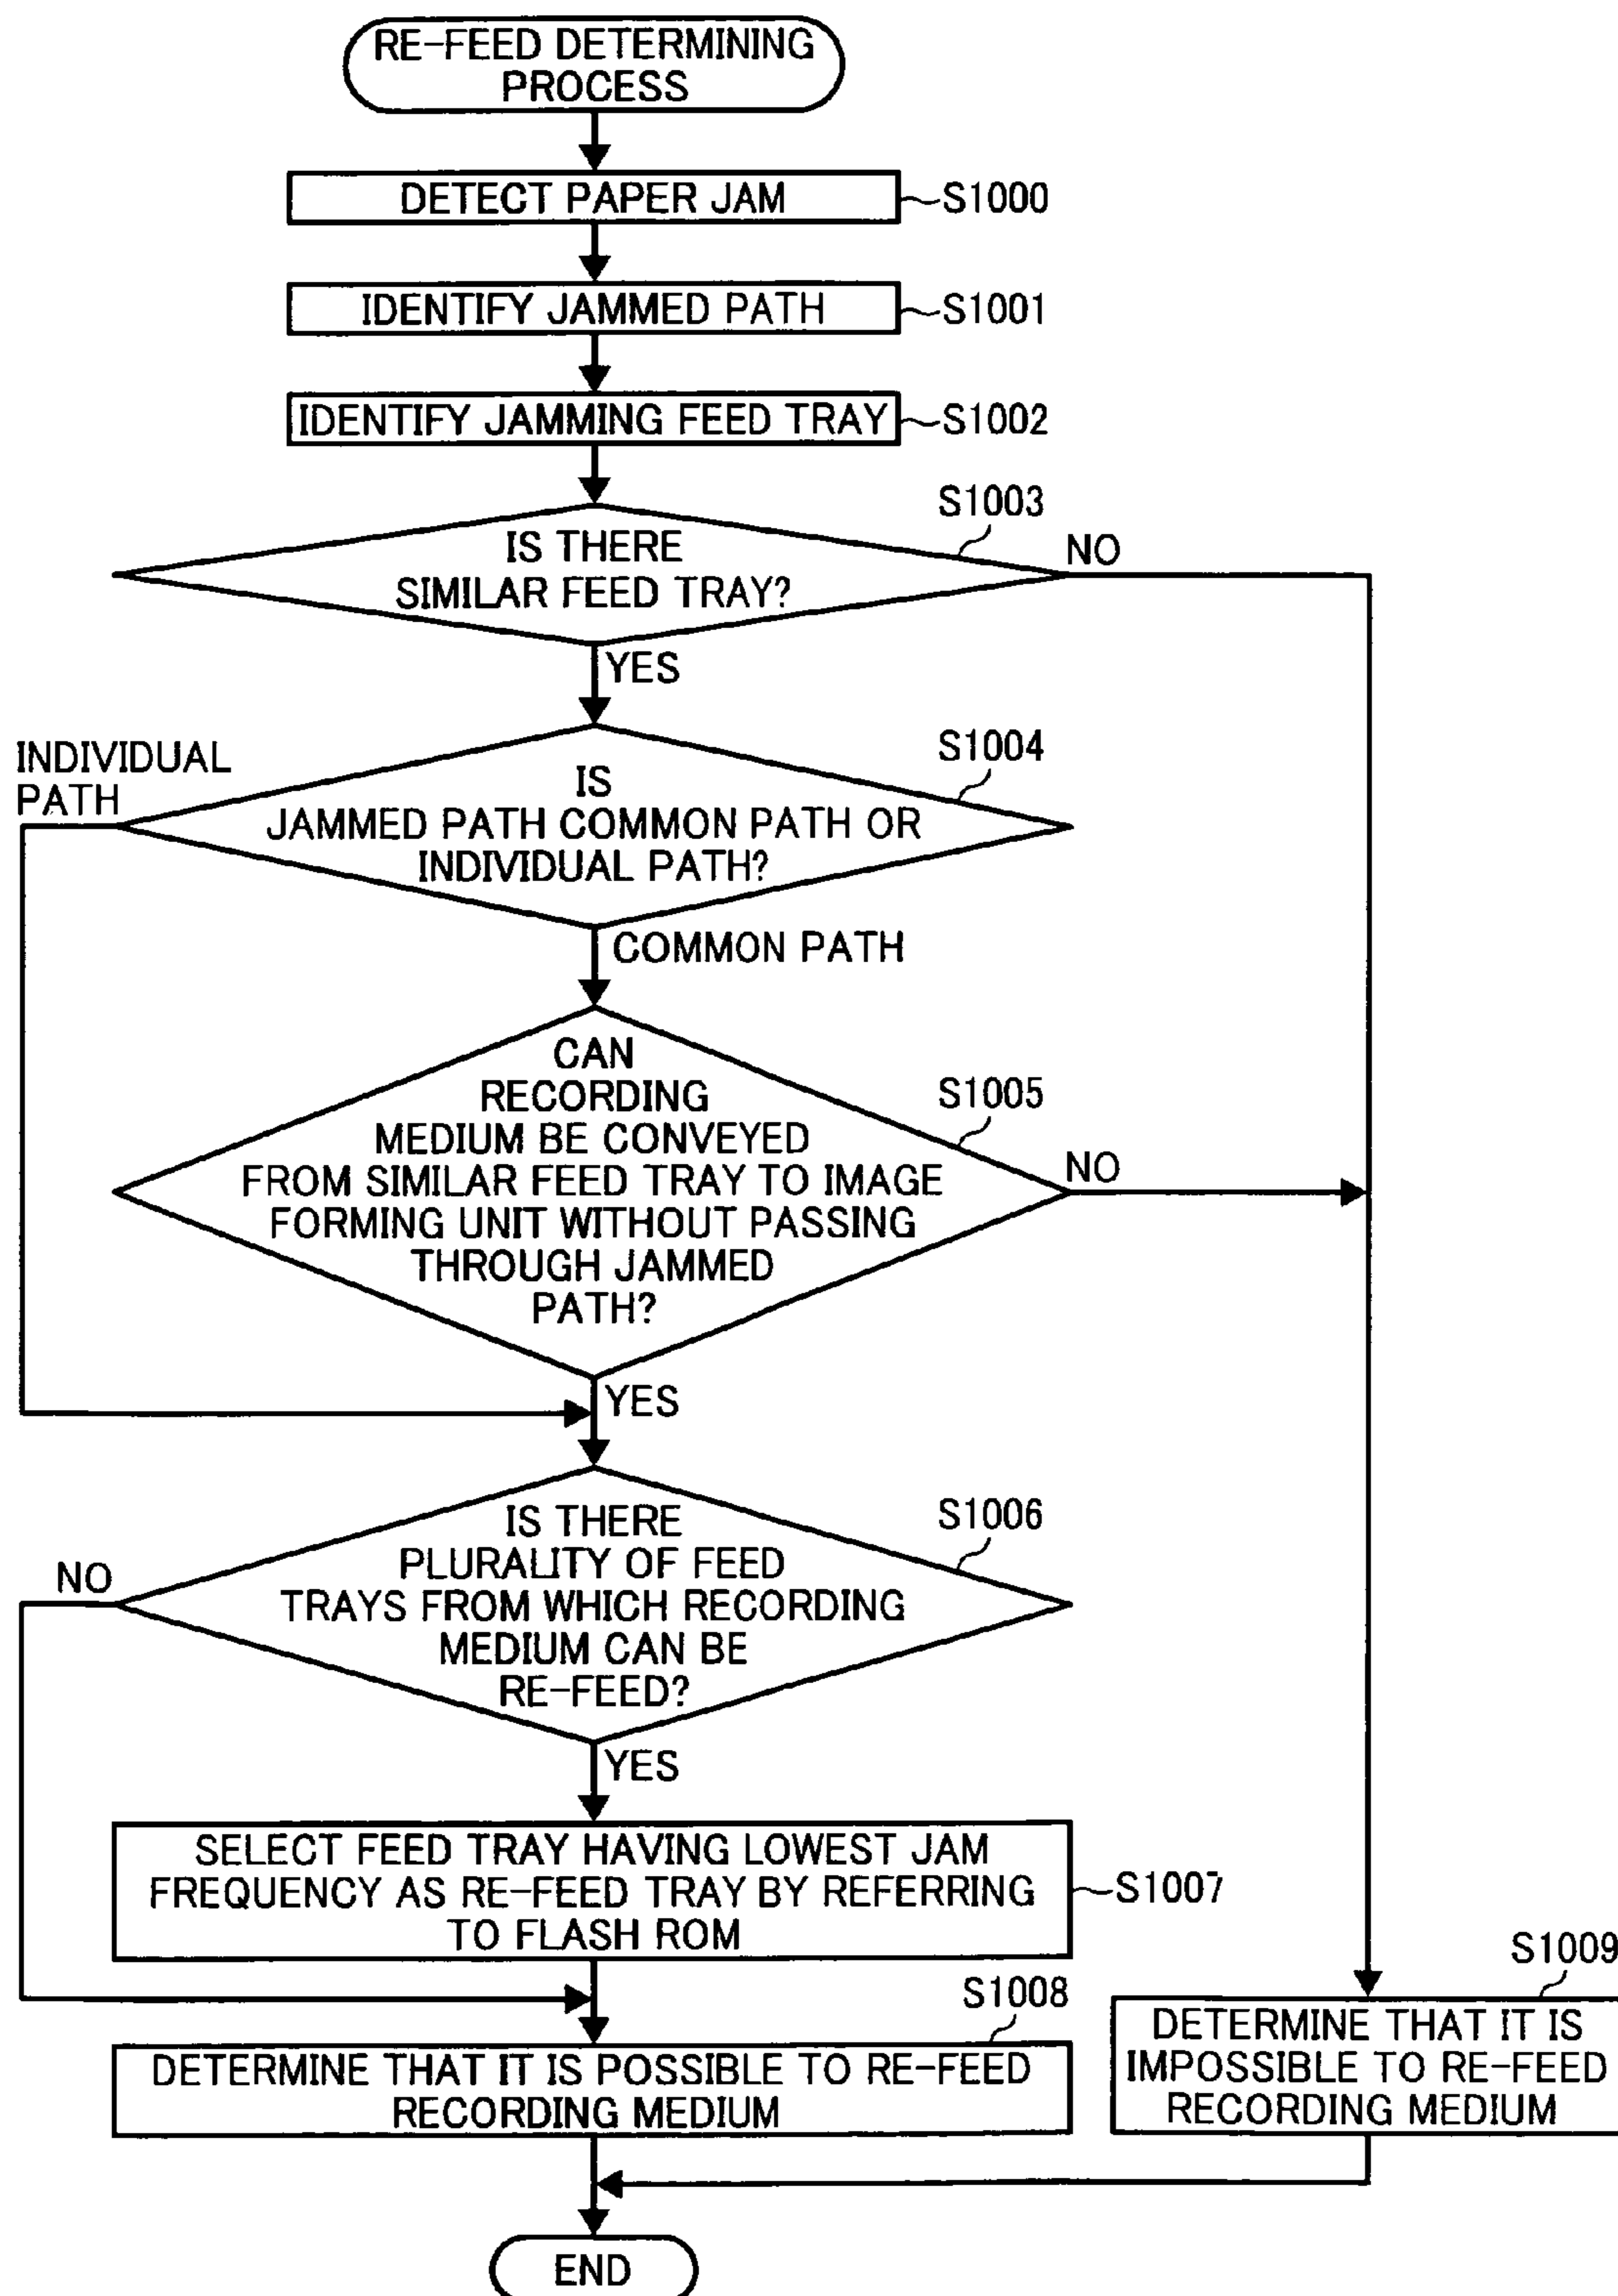 RE-FEED DETERMINING
PROCESS
DETECT PAPER JAM
S1000
IDENTIFY JAMMED PATH
S1001
IDENTIFY JAMMING FEED TRAY
S1002
S1003
IS THERE
SIMILAR FEED TRAY?
NO
YES
INDIVIDUAL
PATH
S1004
IS
JAMMED PATH COMMON PATH OR
INDIVIDUAL PATH?
COMMON PATH
CAN
RECORDING
MEDIUM BE CONVEYED
FROM SIMILAR FEED TRAY TO IMAGE
FORMING UNIT WITHOUT PASSING
THROUGH JAMMED
PATH?
S1005
NO
YES
S1006
IS THERE
PLURALITY OF FEED
TRAYS FROM WHICH RECORDING
MEDIUM CAN BE
RE-FEED?
NO
YES
SELECT FEED TRAY HAVING LOWEST JAM
FREQUENCY AS RE-FEED TRAY BY REFERRING
TO FLASH ROM
S1007
S1008
DETERMINE THAT IT IS POSSIBLE TO RE-FEED
RECORDING MEDIUM
S1009
DETERMINE THAT IT IS
IMPOSSIBLE TO RE-FEED
RECORDING MEDIUM
END